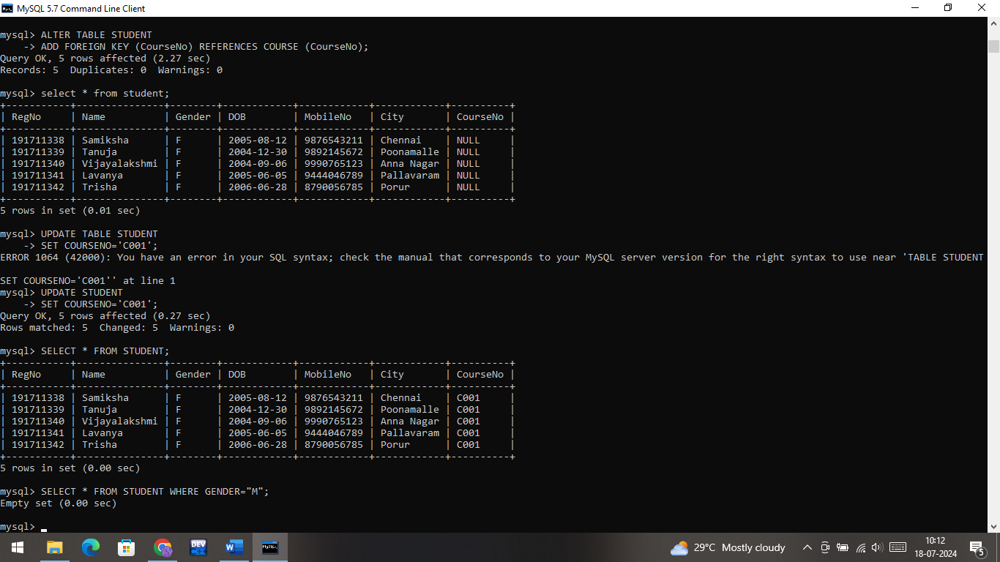 MySQL 5.7 Command Line Client
mysql> ALTER TABLE STUDENT
    -> ADD FOREIGN KEY (CourseNo) REFERENCES COURSE (CourseNo);
Query OK, 5 rows affected (2.27 sec)
Records: 5  Duplicates: 0  Warnings: 0
mysql> select * from student;
+-----------+---------------+--------+------------+------------+------------+----------+
| RegNo     | Name          | Gender | DOB        | MobileNo   | City       | CourseNo |
+-----------+---------------+--------+------------+------------+------------+----------+
| 191711338 | Samiksha      | F      | 2005-08-12 | 9876543211 | Chennai    | NULL     |
| 191711339 | Tanuja        | F      | 2004-12-30 | 9892145672 | Poonamalle | NULL     |
| 191711340 | Vijayalakshmi | F      | 2004-09-06 | 9990765123 | Anna Nagar | NULL     |
| 191711341 | Lavanya       | F      | 2005-06-05 | 9444046789 | Pallavaram | NULL     |
| 191711342 | Trisha        | F      | 2006-06-28 | 8790056785 | Porur      | NULL     |
+-----------+---------------+--------+------------+------------+------------+----------+
5 rows in set (0.01 sec)
mysql> UPDATE TABLE STUDENT
    -> SET COURSENO='C001';
ERROR 1064 (42000): You have an error in your SQL syntax; check the manual that corresponds to your MySQL server version for the right syntax to use near 'TABLE STUDENT
SET COURSENO='C001'' at line 1
mysql> UPDATE STUDENT
    -> SET COURSENO='C001';
Query OK, 5 rows affected (0.27 sec)
Rows matched: 5  Changed: 5  Warnings: 0
mysql> SELECT * FROM STUDENT;
+-----------+---------------+--------+------------+------------+------------+----------+
| RegNo     | Name          | Gender | DOB        | MobileNo   | City       | CourseNo |
+-----------+---------------+--------+------------+------------+------------+----------+
| 191711338 | Samiksha      | F      | 2005-08-12 | 9876543211 | Chennai    | C001     |
| 191711339 | Tanuja        | F      | 2004-12-30 | 9892145672 | Poonamalle | C001     |
| 191711340 | Vijayalakshmi | F      | 2004-09-06 | 9990765123 | Anna Nagar | C001     |
| 191711341 | Lavanya       | F      | 2005-06-05 | 9444046789 | Pallavaram | C001     |
| 191711342 | Trisha        | F      | 2006-06-28 | 8790056785 | Porur      | C001     |
+-----------+---------------+--------+------------+------------+------------+----------+
5 rows in set (0.00 sec)
mysql> SELECT * FROM STUDENT WHERE GENDER="M";
Empty set (0.00 sec)
mysql>
DEV
W
MySQL
29°C Mostly cloudy
10:12
18-07-2024
5